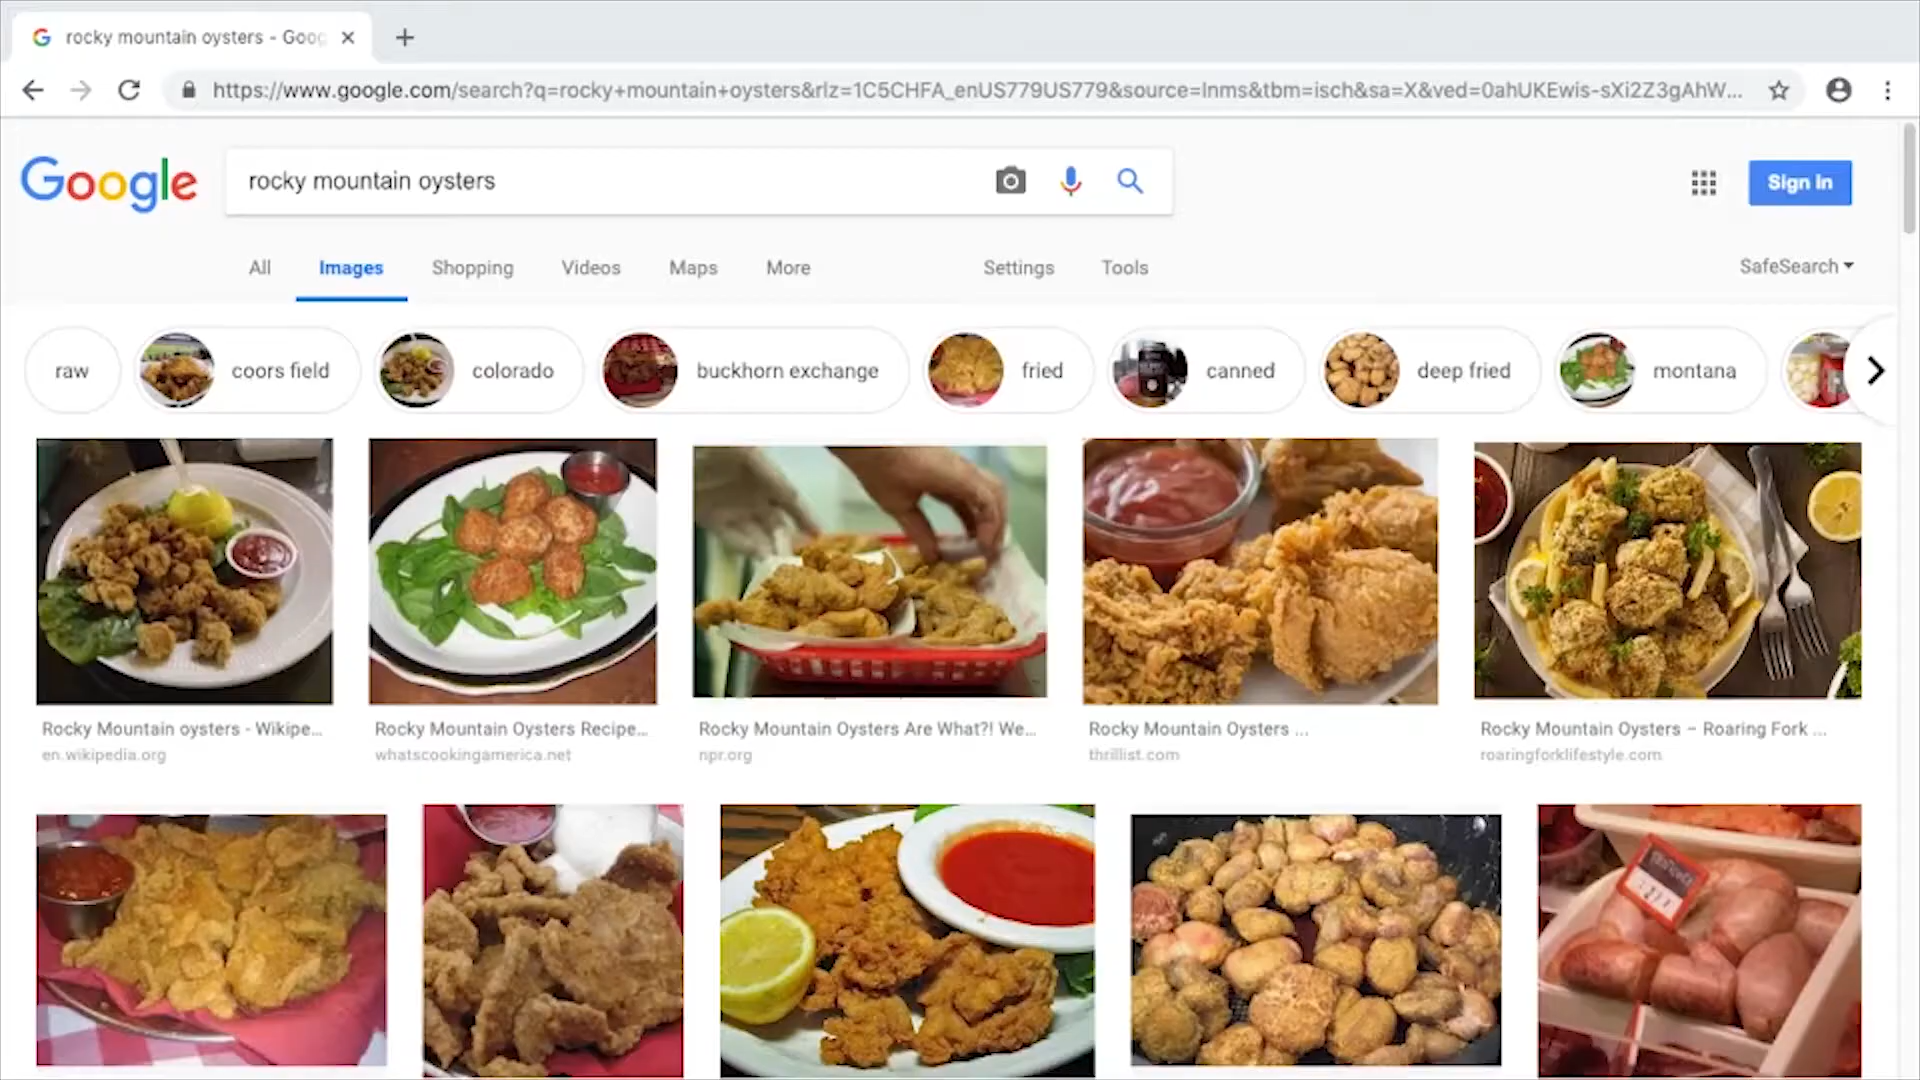 rocky mountain oysters - Goog
https://www.google.com/search?q=rocky+mountain+oysters&rlz=1C5CHFA_enUS779US779&source=lnms&tbm=isch&sa=X&ved=0ahUKEwis-sXi2Z3gAhW...
Google
rocky mountain oysters
Sign in
All Images Shopping Videos Maps More Settings Tools SafeSearch
raw coors field colorado buckhorn exchange fried canned deep fried montana
Rocky Mountain oysters - Wikipe... Rocky Mountain Oysters Recipe... Rocky Mountain Oysters Are What?! We... Rocky Mountain Oysters ... Rocky Mountain Oysters – Roaring Fork ...
en.wikipedia.org whatscookingamerica.net npr.org thrillist.com roaringforklifestyle.com